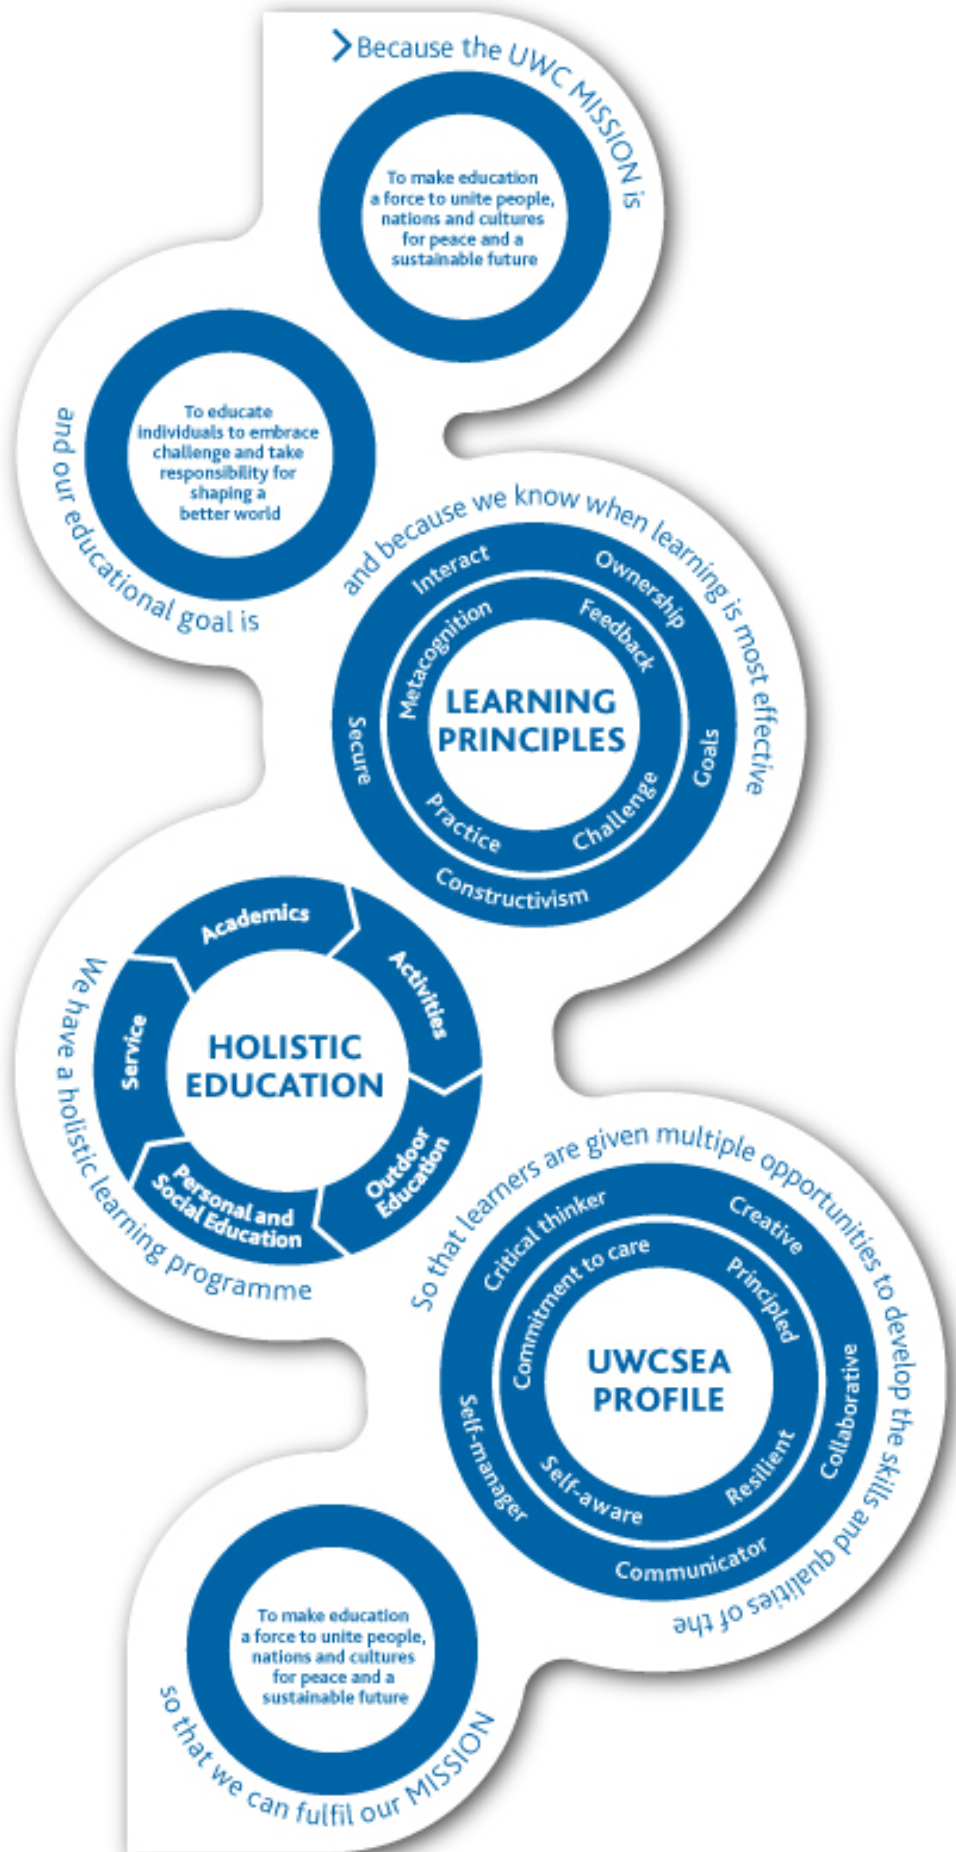 Because the UWC MISSION is
To make education
a force to unite people,
nations and cultures
for peace and a
sustainable future
and our educational goal is
To educate
individuals to embrace
challenge and take
responsibility for
shaping a
better world
and because we know when learning is most effective
Interact
Ownership
Goals
Constructivism
Secure
Metacognition
Feedback
Challenge
Practice
LEARNING
PRINCIPLES
We have a holistic learning programme
Academics
Activities
Outdoor
Education
Personal and
Social Education
Service
HOLISTIC
EDUCATION
So that learners are given multiple opportunities to develop the skills and qualities of the
Critical thinker
Creative
Collaborative
Communicator
Self-manager
Commitment to care
Principled
Resilient
Self-aware
UWCSEA
PROFILE
so that we can fulfil our MISSION
To make education
a force to unite people,
nations and cultures
for peace and a
sustainable future